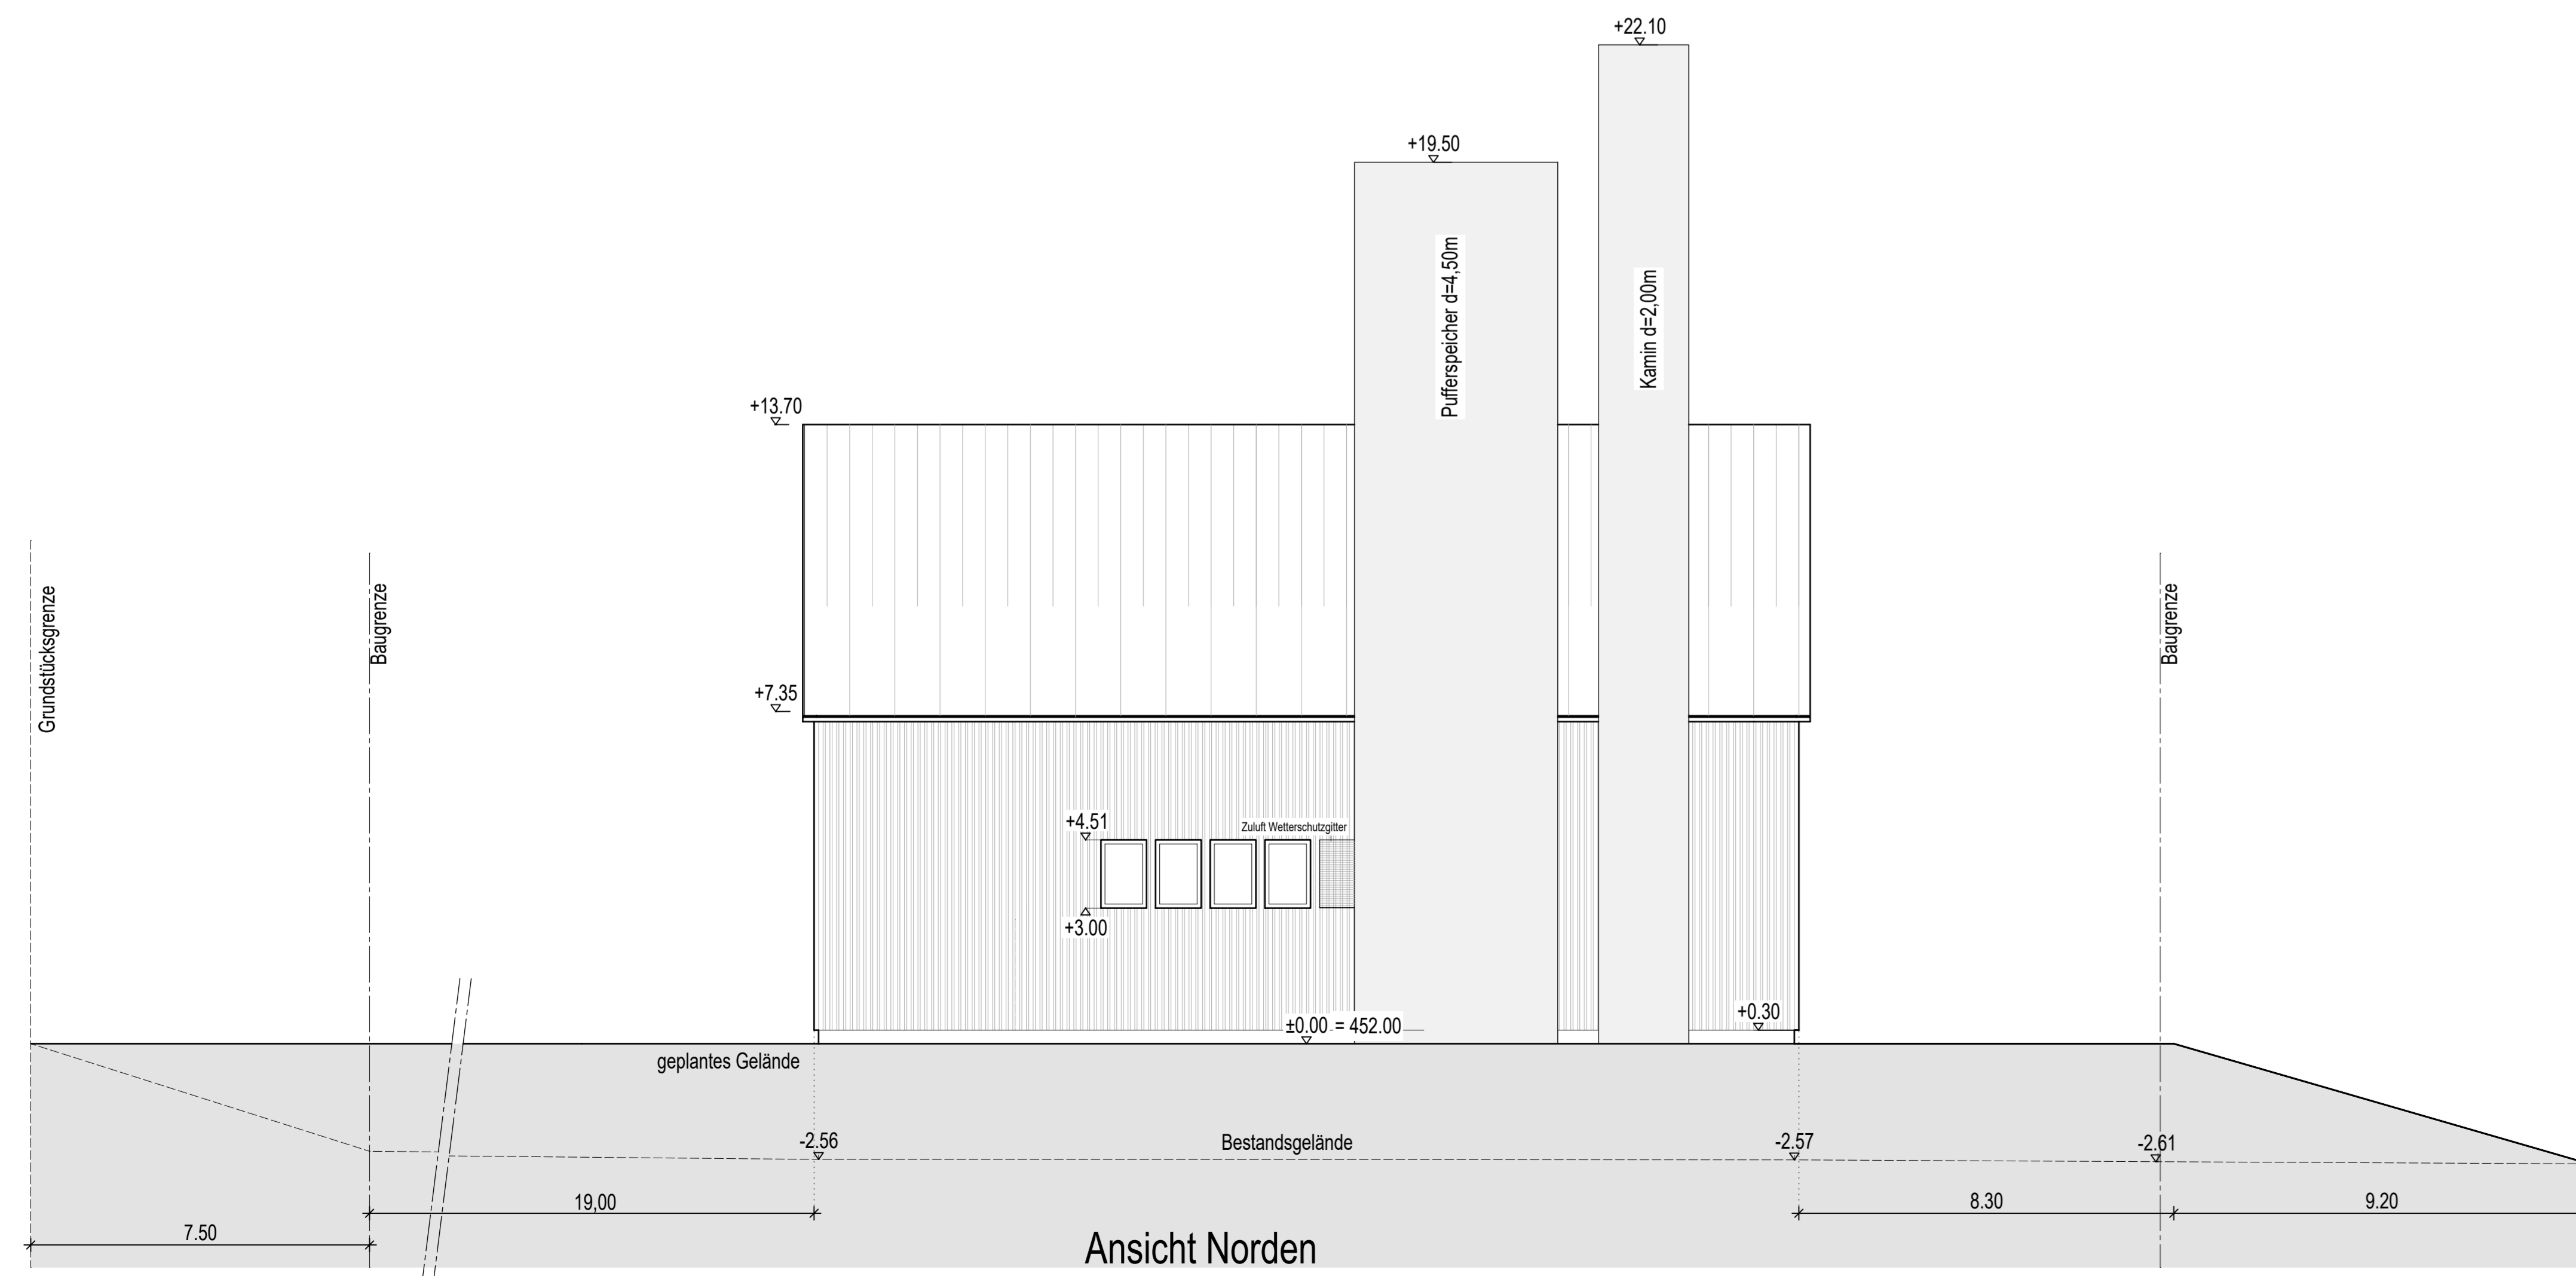 +22.10
+19.50
Pufferspeicher d=4,50m
Kamin d=2,00m
+13.70
Grundstücksgrenze
Baugrenze
Baugrenze
+7.35
+4.51
Zuluft Wetterschutzgitter
+3.00
+0.30
±0.00 = 452.00
geplantes Gelände
-2.56
Bestandsgelände
-2.57
-2.61
19,00
8.30
9.20
7.50
Ansicht Norden